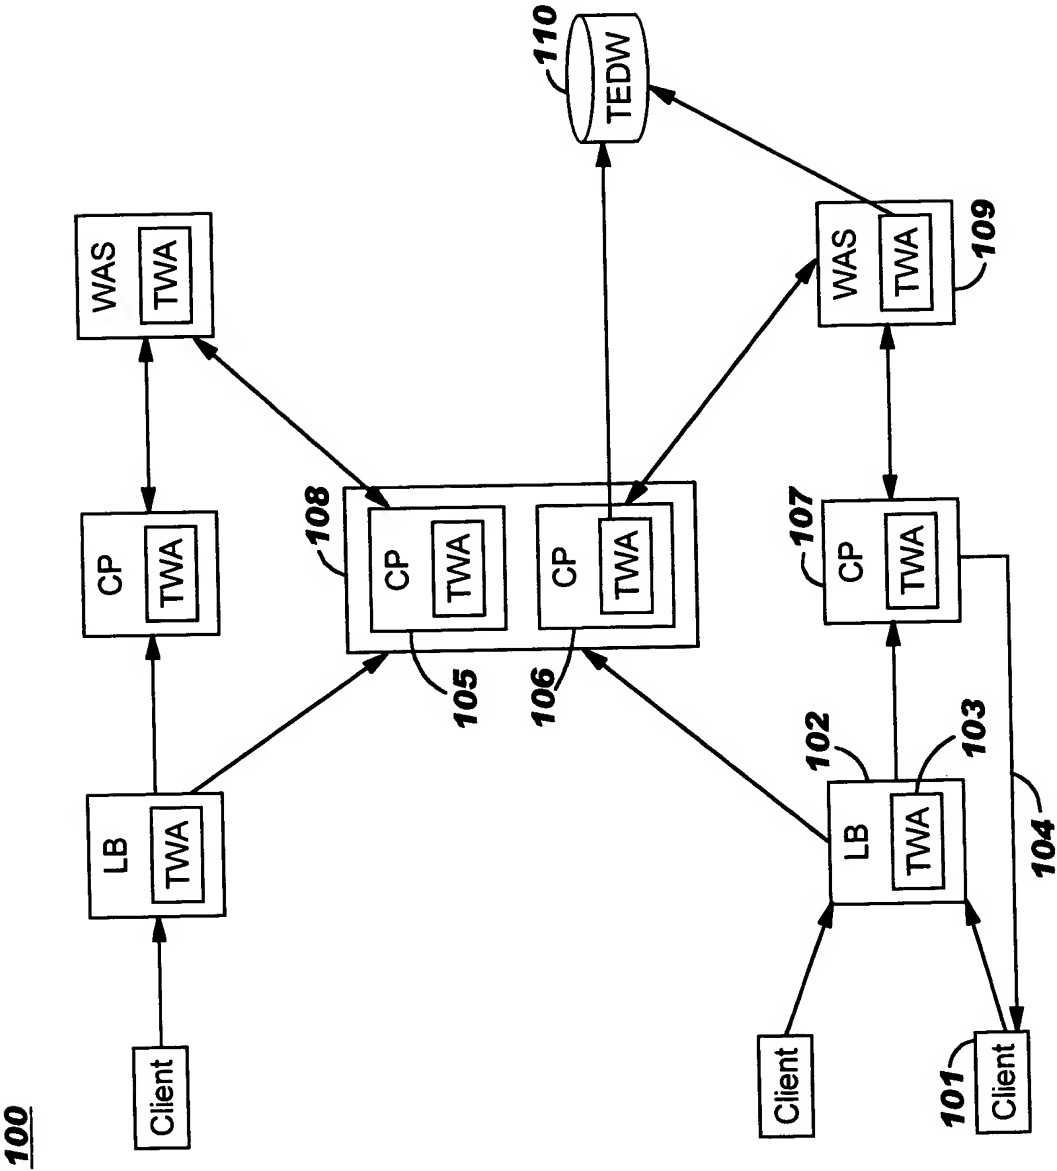 100
Client
LB
TWA
CP
TWA
WAS
TWA
108
CP
TWA
105
CP
TWA
106
TEDW
110
Client
Client
101
LB
TWA
102
103
104
CP
TWA
107
WAS
TWA
109